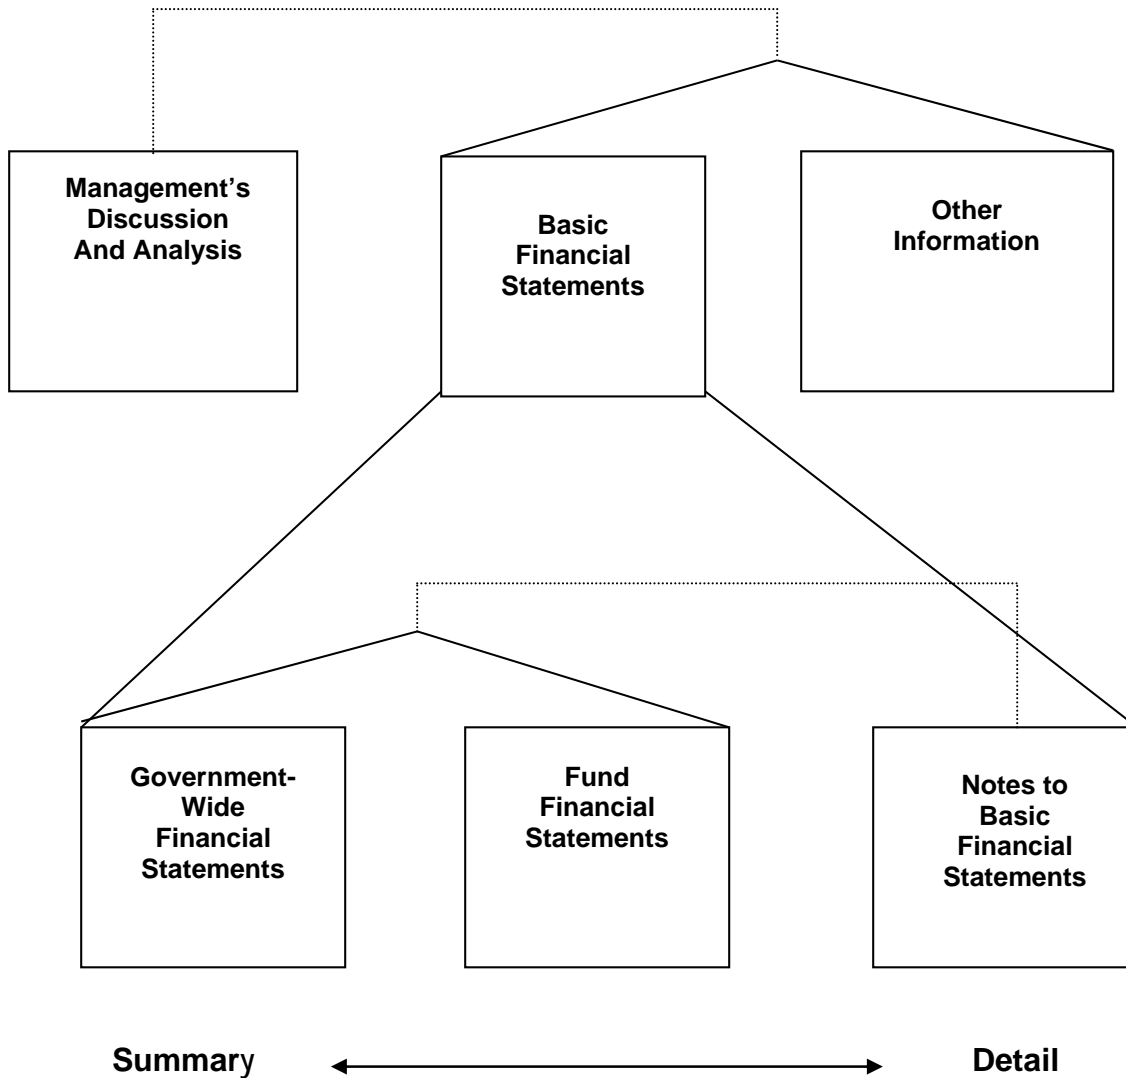 Management’s
Discussion
And Analysis
Basic
Financial
Statements
Other
Information
Government-
Wide
Financial
Statements
Fund
Financial
Statements
Notes to
Basic
Financial
Statements
Summary
Detail